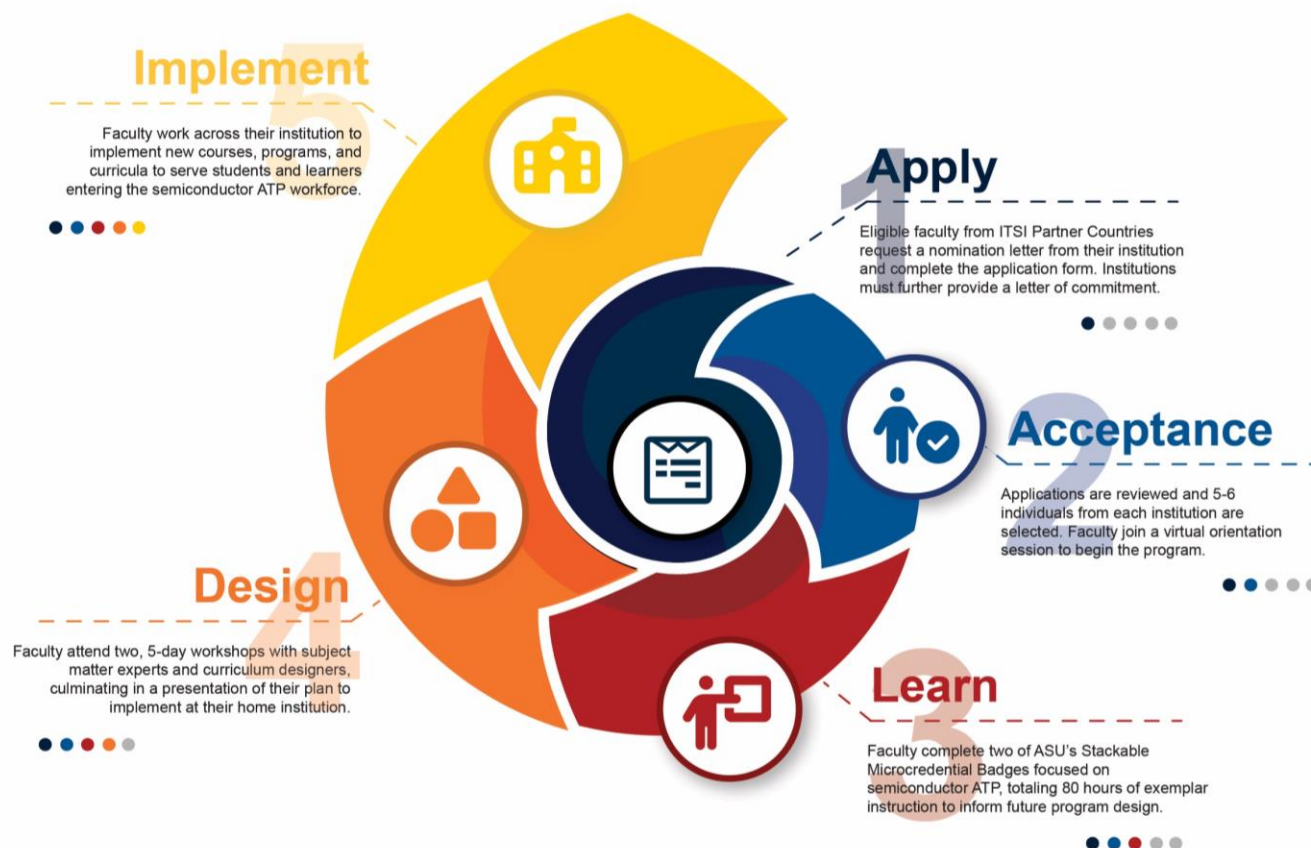 1
Apply
Eligible faculty from ITSI Partner Countries
request a nomination letter from their institution
and complete the application form. Institutions
must further provide a letter of commitment.
2
Acceptance
Applications are reviewed and 5-6
individuals from each institution are
selected. Faculty join a virtual orientation
session to begin the program.
3
Learn
Faculty complete two of ASU's Stackable
Microcredential Badges focused on
semiconductor ATP, totaling 80 hours of exemplar
instruction to inform future program design.
4
Design
Faculty attend two, 5-day workshops with subject
matter experts and curriculum designers,
culminating in a presentation of their plan to
implement at their home institution.
5
Implement
Faculty work across their institution to
implement new courses, programs, and
curricula to serve students and learners
entering the semiconductor ATP workforce.